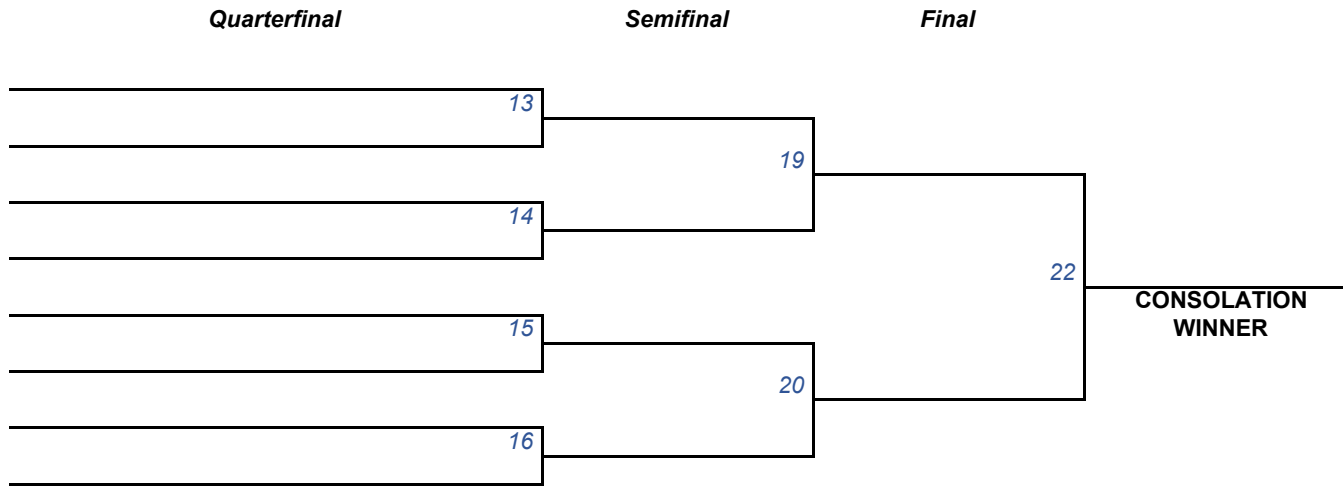 Quarterfinal Semifinal Final
13
19
14
22
CONSOLATION
WINNER
15
20
16